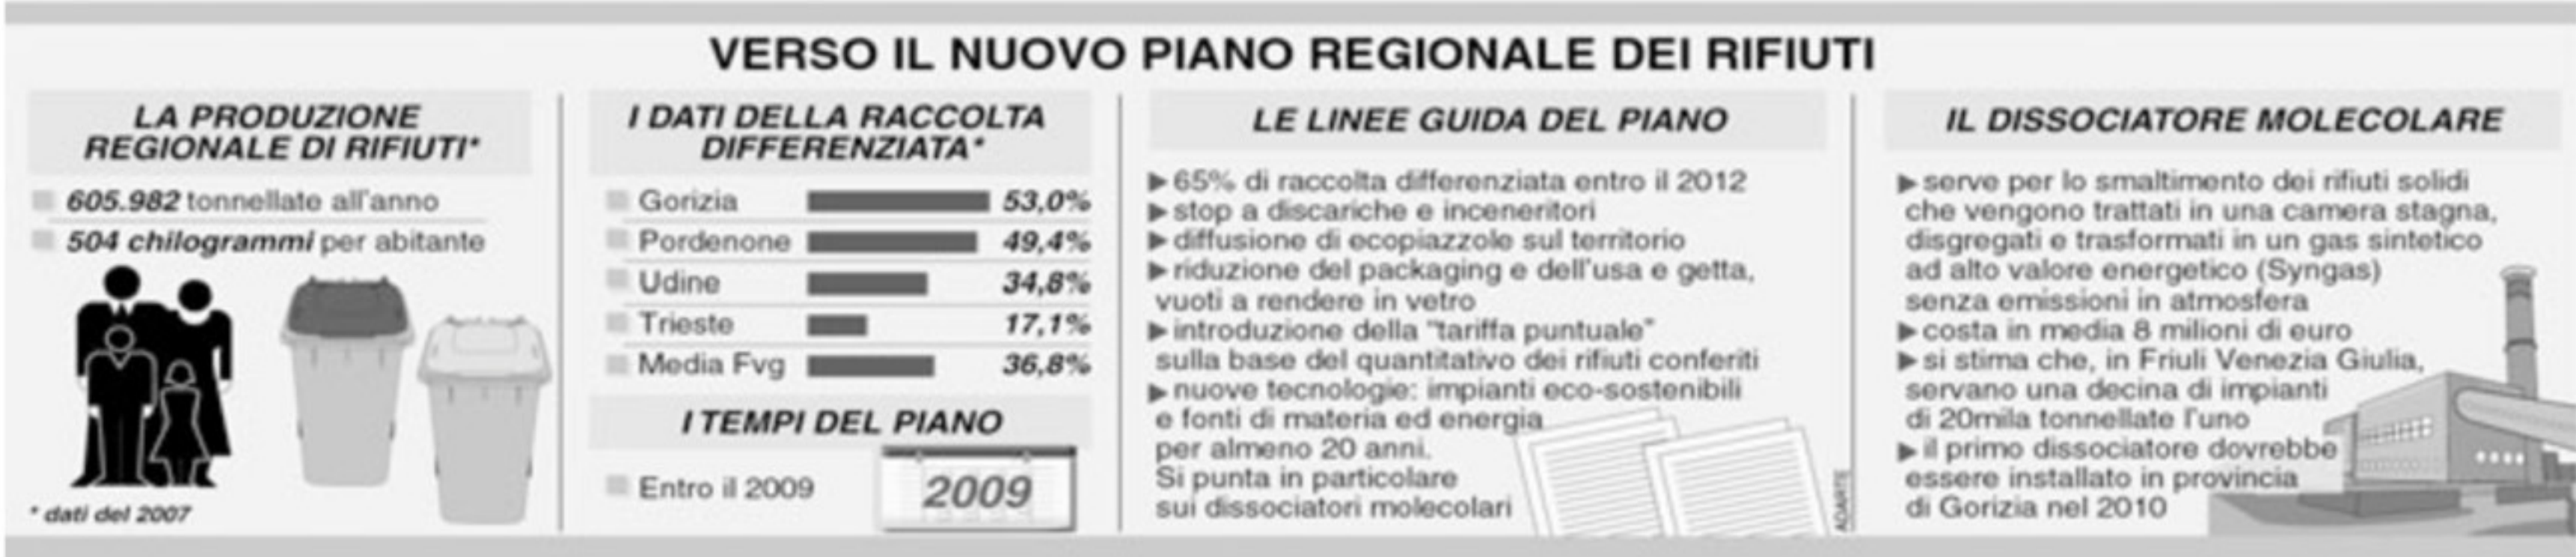 VERSO IL NUOVO PIANO REGIONALE DEI RIFIUTI
LA PRODUZIONE
REGIONALE DI RIFIUTI*
605.982 tonnellate all'anno
504 chilogrammi per abitante
* dati del 2007
I DATI DELLA RACCOLTA
DIFFERENZIATA*
Gorizia 53,0%
Pordenone 49,4%
Udine 34,8%
Trieste 17,1%
Media Fvg 36,8%
I TEMPI DEL PIANO
Entro il 2009
2009
LE LINEE GUIDA DEL PIANO
65% di raccolta differenziata entro il 2012
stop a discariche e inceneritori
diffusione di ecopiazzole sul territorio
riduzione del packaging e dell'usa e getta,
vuoti a rendere in vetro
introduzione della "tariffa puntuale"
sulla base del quantitativo dei rifiuti conferiti
nuove tecnologie: impianti eco-sostenibili
e fonti di materia ed energia
per almeno 20 anni.
Si punta in particolare
sui dissociatori molecolari
ADARTE
IL DISSOCIATORE MOLECOLARE
serve per lo smaltimento dei rifiuti solidi
che vengono trattati in una camera stagna,
disgregati e trasformati in un gas sintetico
ad alto valore energetico (Syngas)
senza emissioni in atmosfera
costa in media 8 milioni di euro
si stima che, in Friuli Venezia Giulia,
servano una decina di impianti
di 20mila tonnellate l'uno
il primo dissociatore dovrebbe
essere installato in provincia
di Gorizia nel 2010